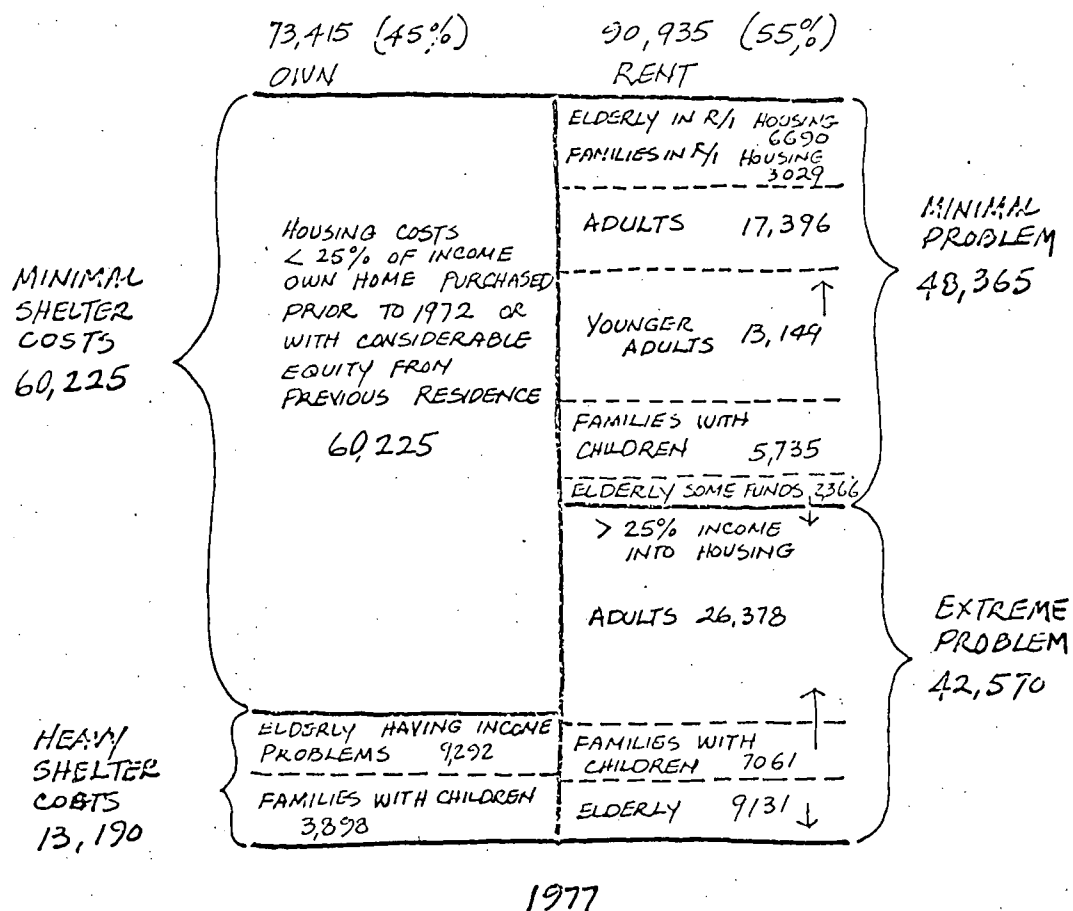 73,415 (45%)
OWN
90,935 (55%)
RENT
MINIMAL
SHELTER
COSTS
60,225
HOUSING COSTS
< 25% OF INCOME
OWN HOME PURCHASED
PRIOR TO 1972 OR
WITH CONSIDERABLE
EQUITY FROM
PREVIOUS RESIDENCE
60,225
HEAVY
SHELTER
COSTS
13,190
ELDERLY HAVING INCOME
PROBLEMS 9,292
FAMILIES WITH CHILDREN
3,898
ELDERLY IN R/I HOUSING
6690
FAMILIES IN R/I HOUSING
3029
ADULTS 17,396
YOUNGER
ADULTS 13,149
FAMILIES WITH
CHILDREN 5,735
ELDERLY SOME FUNDS 2,366
> 25% INCOME
INTO HOUSING
ADULTS 26,378
FAMILIES WITH
CHILDREN 7061
ELDERLY 9131
MINIMAL
PROBLEM
48,365
EXTREME
PROBLEM
42,570
1977